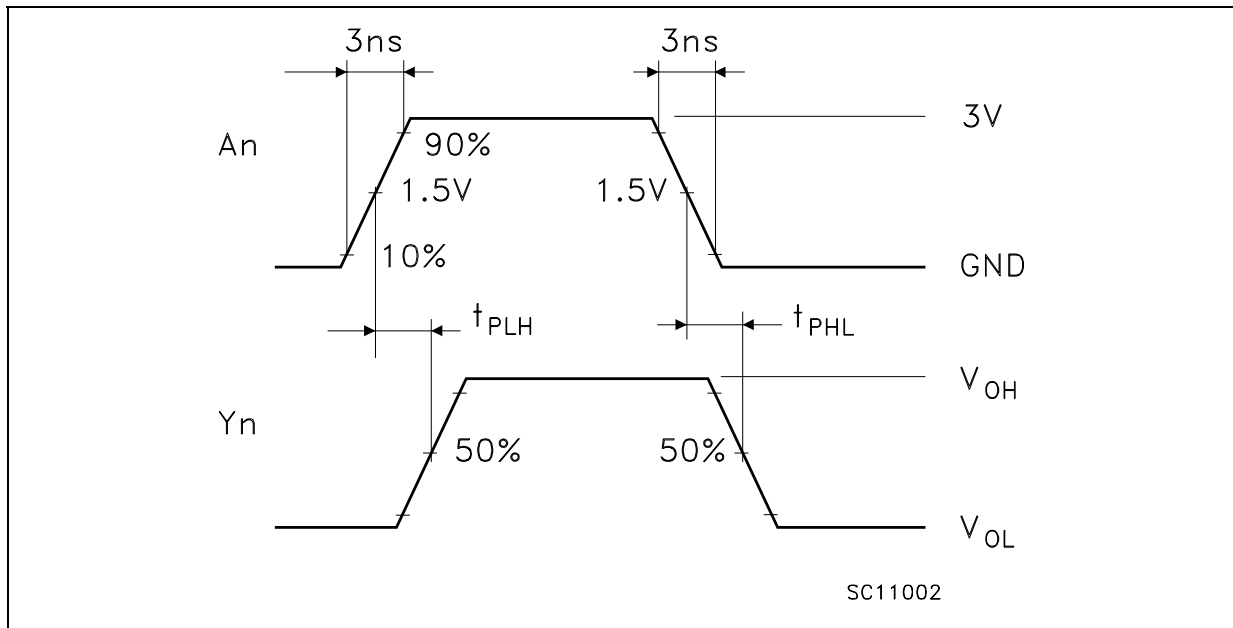 3ns 3ns
An 90% 3V
1.5V 1.5V
10% GND
tPLH tPHL
Yn VOH
50% 50%
VOL
SC11002